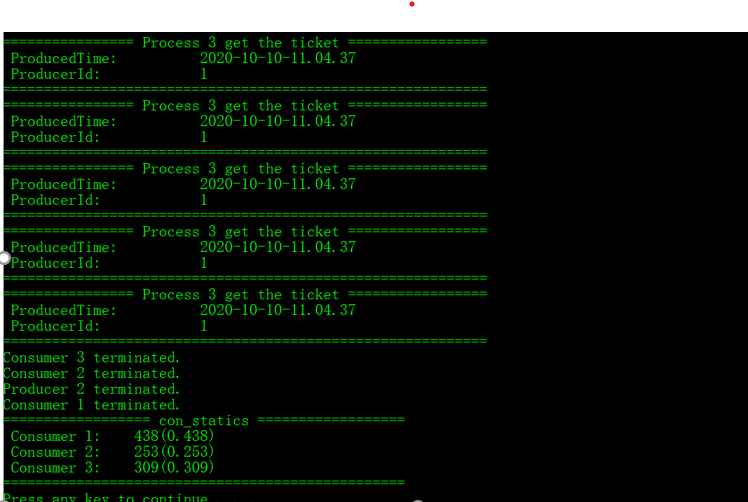 ================ Process 3 get the ticket =================
ProducedTime: 2020-10-10-11.04.37
ProducerId: 1
===========================================================
================ Process 3 get the ticket =================
ProducedTime: 2020-10-10-11.04.37
ProducerId: 1
===========================================================
================ Process 3 get the ticket =================
ProducedTime: 2020-10-10-11.04.37
ProducerId: 1
===========================================================
================ Process 3 get the ticket =================
ProducedTime: 2020-10-10-11.04.37
ProducerId: 1
===========================================================
================ Process 3 get the ticket =================
ProducedTime: 2020-10-10-11.04.37
ProducerId: 1
===========================================================
Consumer 3 terminated.
Consumer 2 terminated.
Producer 2 terminated.
Consumer 1 terminated.
================== con_statics ==================
Consumer 1: 438(0.438)
Consumer 2: 253(0.253)
Consumer 3: 309(0.309)
=================================================
Press any key to continue